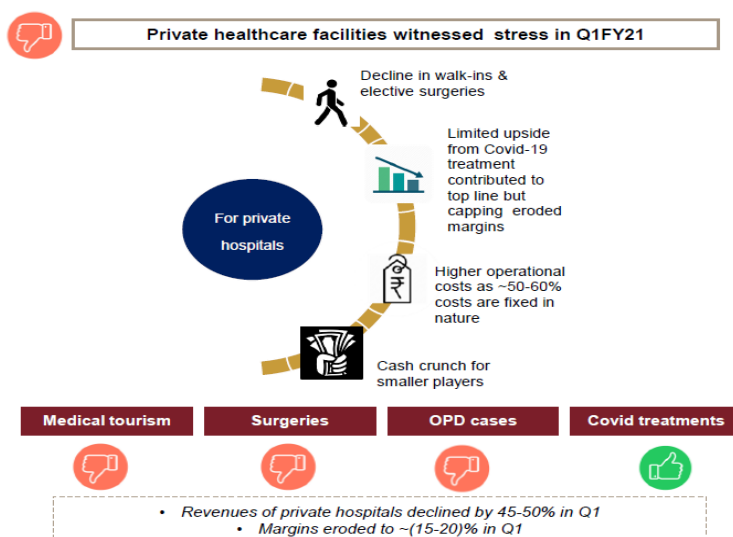 Private healthcare facilities witnessed stress in Q1FY21
Decline in walk-ins &
elective surgeries
Limited upside
from Covid-19
treatment
contributed to
top line but
capping eroded
margins
For private
hospitals
₹
Higher operational
costs as ~50-60%
costs are fixed in
nature
Cash crunch for
smaller players
Medical tourism
Surgeries
OPD cases
Covid treatments
• Revenues of private hospitals declined by 45-50% in Q1
• Margins eroded to ~(15-20)% in Q1